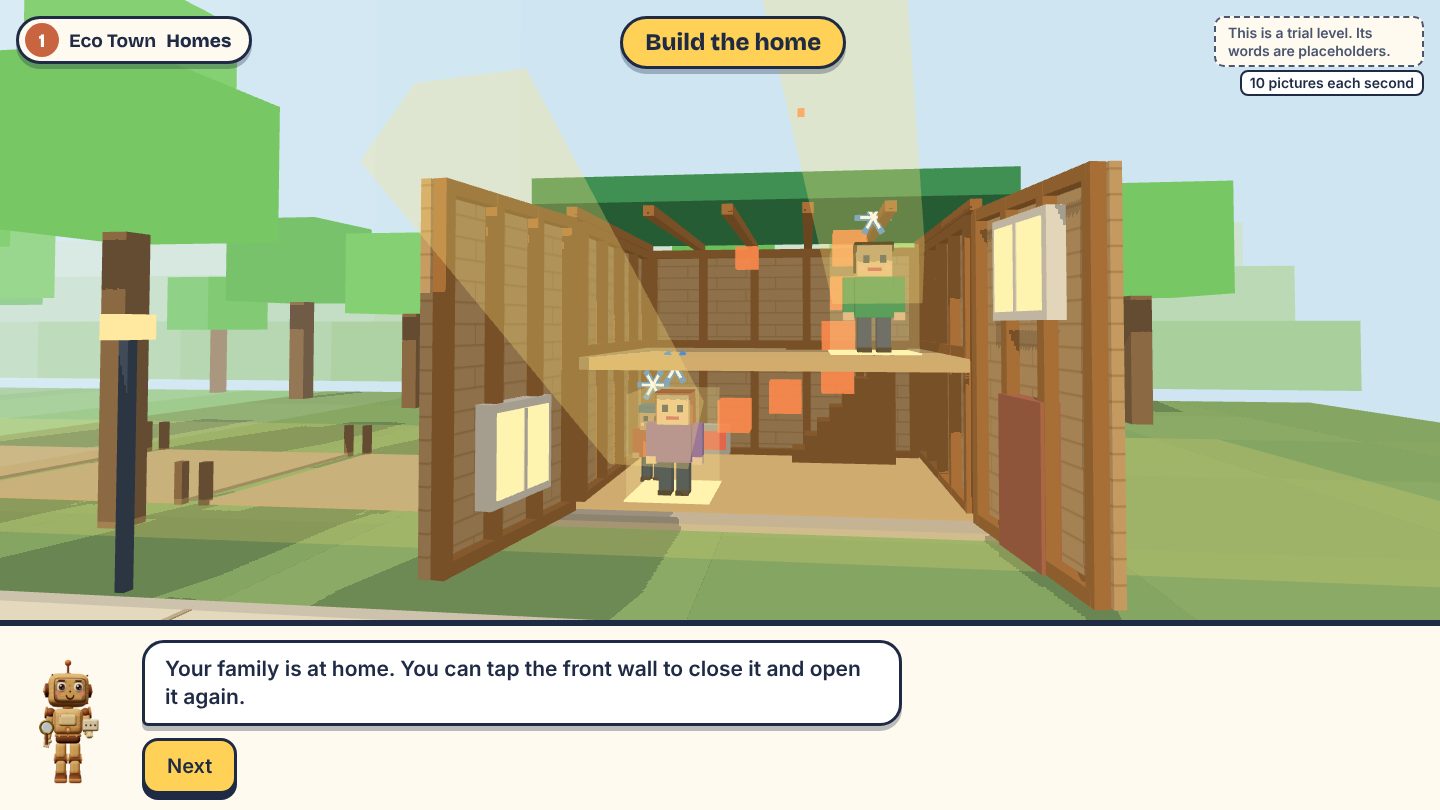 1 Eco Town Homes
Build the home
This is a trial level. Its
words are placeholders.
10 pictures each second
Your family is at home. You can tap the front wall to close it and open
it again.
Next